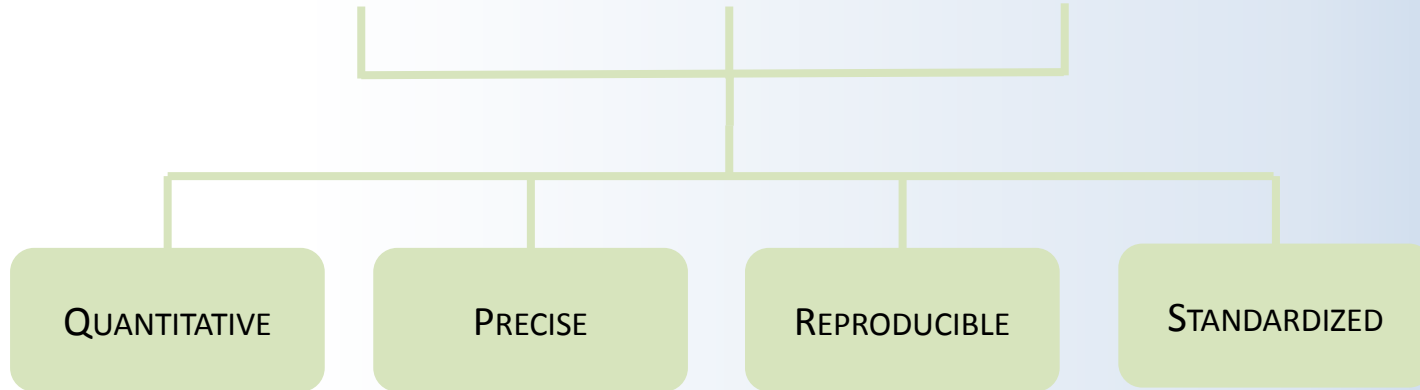 QUANTITATIVE
PRECISE
REPRODUCIBLE
STANDARDIZED